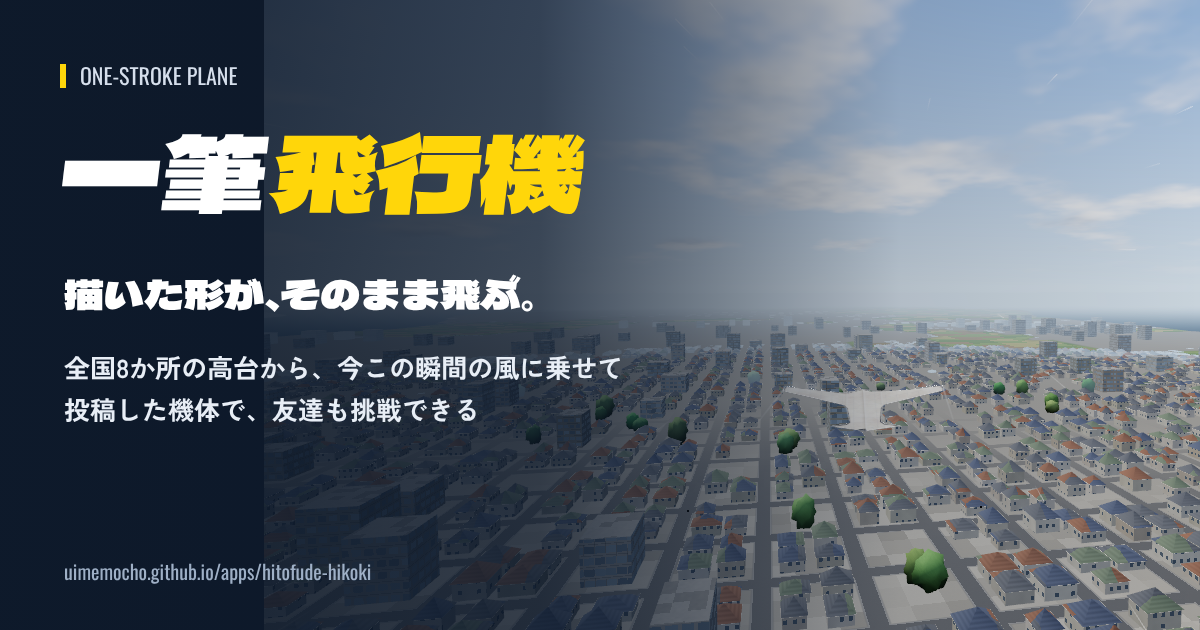 ONE-STROKE PLANE
一筆飛行機
描いた形が、そのまま飛ぶ。
全国8か所の高台から、今この瞬間の風に乗せて
投稿した機体で、友達も挑戦できる
uimemocho.github.io/apps/hitofude-hikoki